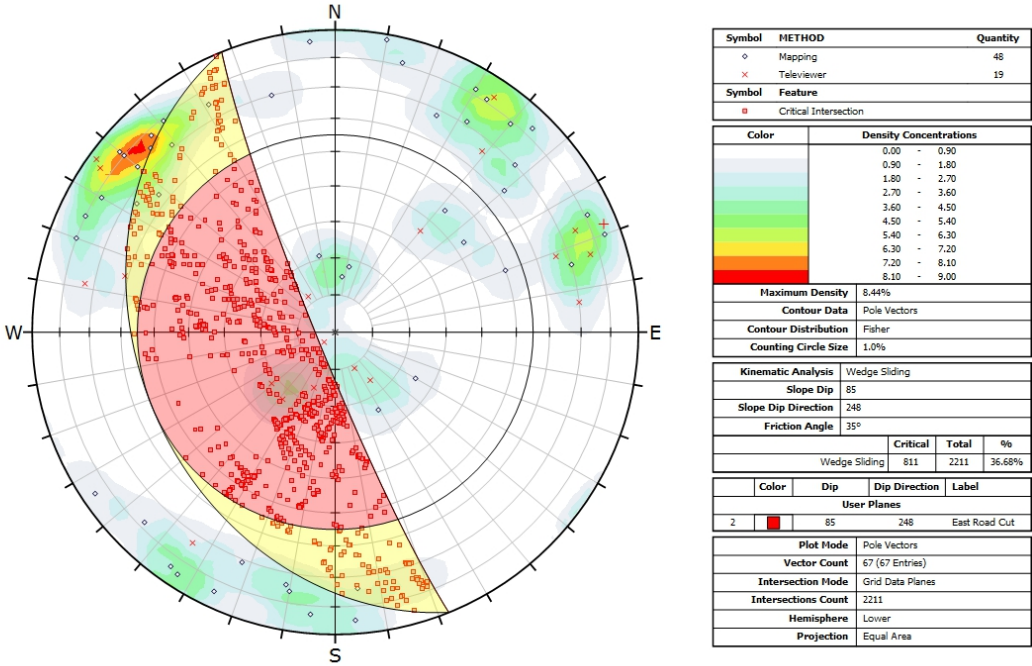 N
W
E
S
Symbol METHOD Quantity
◇ Mapping 48
× Televiewer 19
Symbol Feature
Critical Intersection
Color Density Concentrations
0.00 - 0.90
0.90 - 1.80
1.80 - 2.70
2.70 - 3.60
3.60 - 4.50
4.50 - 5.40
5.40 - 6.30
6.30 - 7.20
7.20 - 8.10
8.10 - 9.00
Maximum Density 8.44%
Contour Data Pole Vectors
Contour Distribution Fisher
Counting Circle Size 1.0%
Kinematic Analysis Wedge Sliding
Slope Dip 85
Slope Dip Direction 248
Friction Angle 35°
Critical Total %
Wedge Sliding 811 2211 36.68%
Color Dip Dip Direction Label
User Planes
2 85 248 East Road Cut
Plot Mode Pole Vectors
Vector Count 67 (67 Entries)
Intersection Mode Grid Data Planes
Intersections Count 2211
Hemisphere Lower
Projection Equal Area